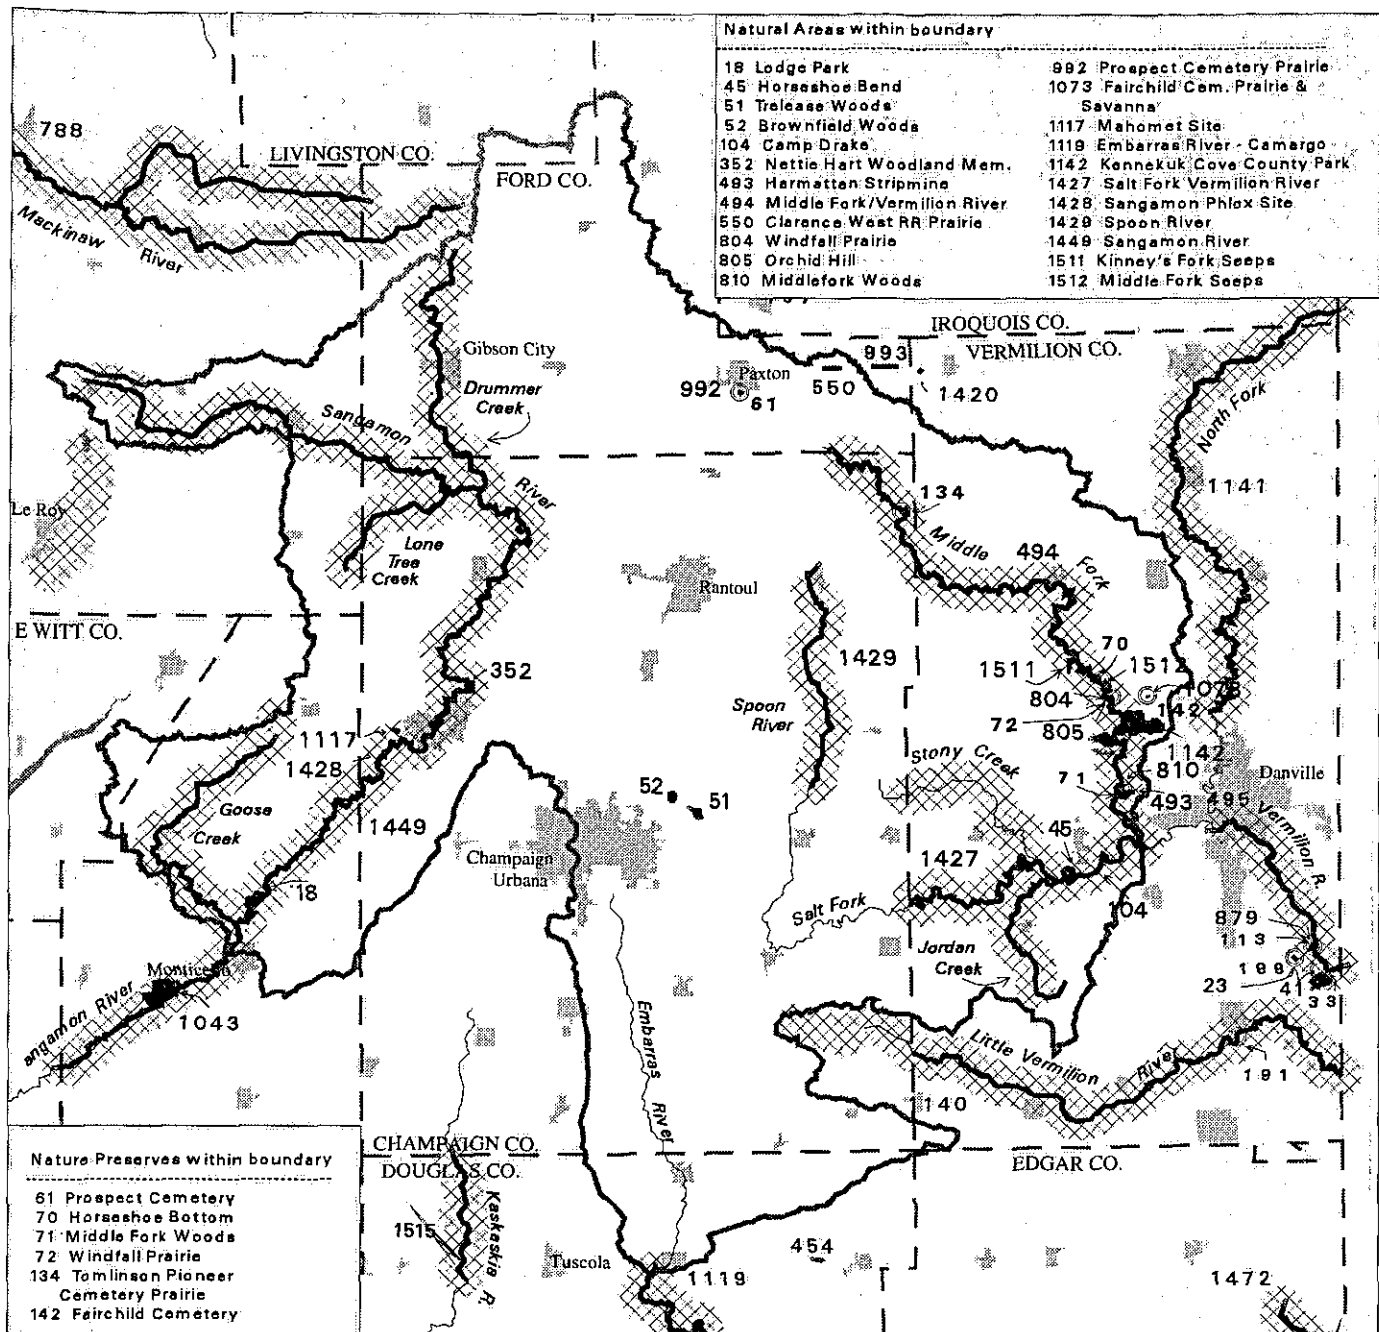 Natural Areas within boundary
18 Lodge Park
45 Horseshoe Bend
51 Trelease Woods
52 Brownfield Woods
104 Camp Drake
352 Nettie Hart Woodland Mem.
493 Harmattan Stripmine
494 Middle Fork/Vermilion River
550 Clarence West RR Prairie
804 Windfall Prairie
805 Orchid Hill
810 Middlefork Woods
992 Prospect Cemetery Prairie
1073 Fairchild Cem. Prairie &
Savanna
1117 Mahomet Site
1119 Embarras River - Camargo
1142 Kennekuk Cove County Park
1427 Salt Fork Vermilion River
1428 Sangamon Phlox Site
1429 Spoon River
1449 Sangamon River
1511 Kinney's Fork Seeps
1512 Middle Fork Seeps
788
LIVINGSTON CO.
FORD CO.
Mackinaw
River
IROQUOIS CO.
VERMILION CO.
Gibson City
Drummer
Creek
993
Paxton
992
61
550
1420
North Fork
Sangamon
River
1141
134
Le Roy
Lone
Tree
Creek
Middle
494
Fork
Rantoul
E WITT CO.
352
1429
70
1511
1512
804
1073
72
142
805
Spoon
River
1117
1428
Stony Creek
1142
71
810
Danville
52
51
493
495
Vermilion R.
Goose
Creek
1449
45
Champaign
Urbana
1427
18
Salt Fork
104
879
113
Jordan
Creek
199
23
41
33
Monticello
angamon River
1043
Embarras
River
Little Vermilion
River
191
140
CHAMPAIGN CO.
DOUGLAS CO.
EDGAR CO.
Nature Preserves within boundary
61 Prospect Cemetery
70 Horseshoe Bottom
71 Middle Fork Woods
72 Windfall Prairie
134 Tomlinson Pioneer
Cemetery Prairie
142 Fairchild Cemetery
1515
Kaskaskia
R.
Tuscola
454
1119
1472